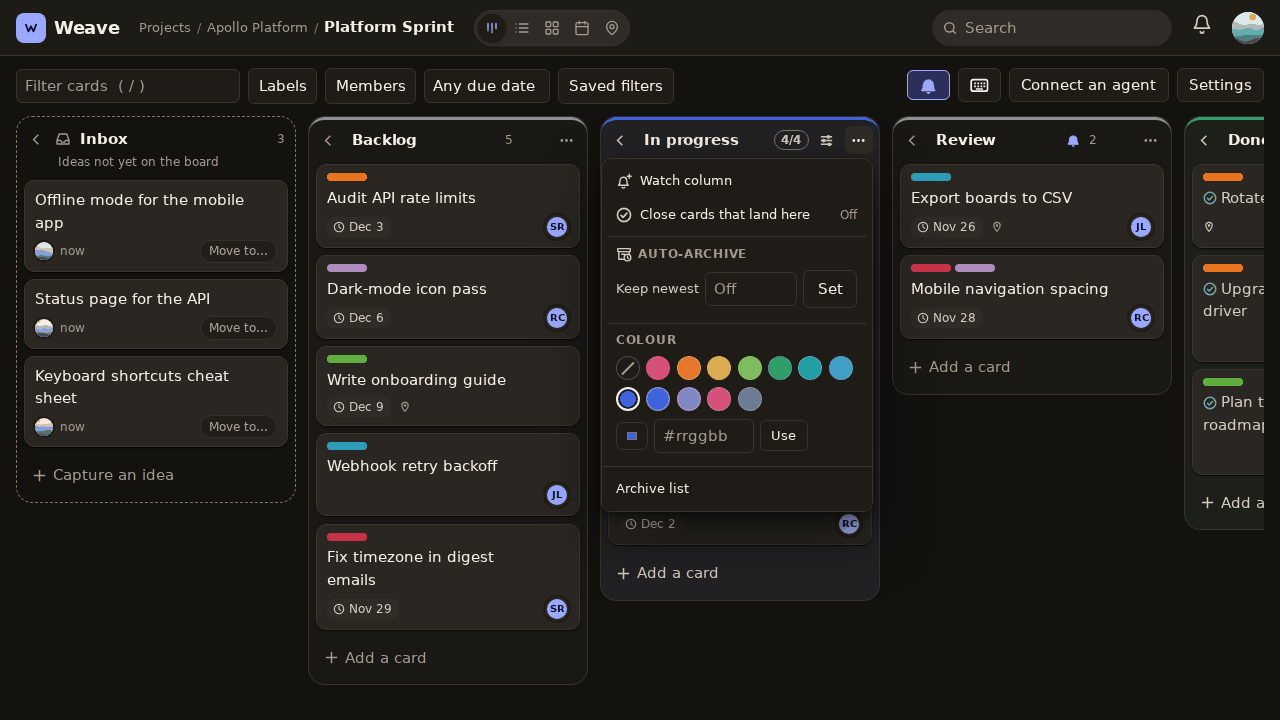 Weave
Projects / Apollo Platform / Platform Sprint
Search
Filter cards ( / )
Labels
Members
Any due date
Saved filters
Connect an agent
Settings
Inbox
3
Ideas not yet on the board
Offline mode for the mobile
app
now
Move to...
Status page for the API
now
Move to...
Keyboard shortcuts cheat
sheet
now
Move to...
Capture an idea
Backlog
5
Audit API rate limits
Dec 3
SR
Dark-mode icon pass
Dec 6
RC
Write onboarding guide
Dec 9
Webhook retry backoff
JL
Fix timezone in digest
emails
Nov 29
SR
Add a card
In progress
4/4
Watch column
Close cards that land here
Off
AUTO-ARCHIVE
Keep newest
Off
Set
COLOUR
#rrggbb
Use
Archive list
Dec 2
RC
Add a card
Review
2
Export boards to CSV
Nov 26
JL
Mobile navigation spacing
Nov 28
RC
Add a card
Done
Rotate
Upgra
driver
Plan t
roadmap
Add a